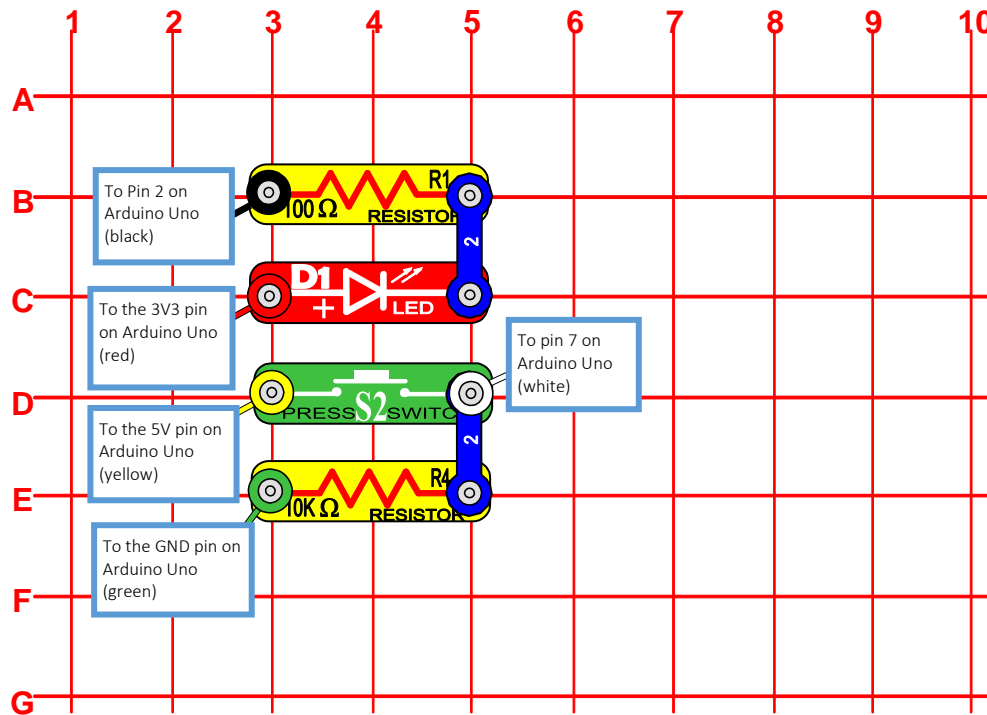 1 2 3 4 5 6 7 8 9 10
A
To Pin 2 on
Arduino Uno
(black)
B
R1
100 Ω
RESISTOR
2
C
To the 3V3 pin
on Arduino Uno
(red)
D1
+
LED
To pin 7 on
Arduino Uno
(white)
D
PRESS S2 SWITC
To the 5V pin on
Arduino Uno
(yellow)
2
E
R4
10K Ω
RESISTOR
To the GND pin on
Arduino Uno
(green)
F
G